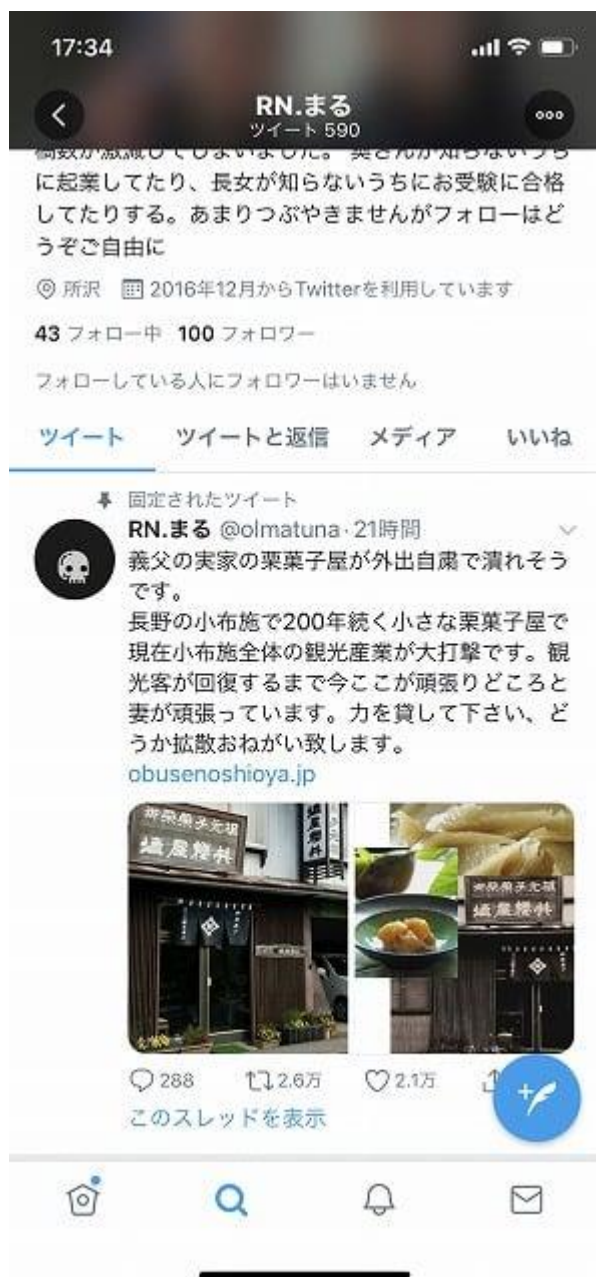 17:34
RN.まる
ツイート 590
に起業してたり、長女が知らないうちにお受験に合格
してたりする。あまりつぶやきませんがフォローはど
うぞご自由に
所沢 2016年12月からTwitterを利用しています
43 フォロー中 100 フォロワー
フォローしている人にフォロワーはいません
ツイート ツイートと返信 メディア いいね
固定されたツイート
RN.まる @olmatuna·21時間
義父の実家の栗菓子屋が外出自粛で潰れそう
です。
長野の小布施で200年続く小さな栗菓子屋で
現在小布施全体の観光産業が大打撃です。観
光客が回復するまで今ここが頑張りどころと
妻が頑張っています。力を貸して下さい、ど
うか拡散おねがい致します。
obusenoshioya.jp
288 2.6万 2.1万
このスレッドを表示